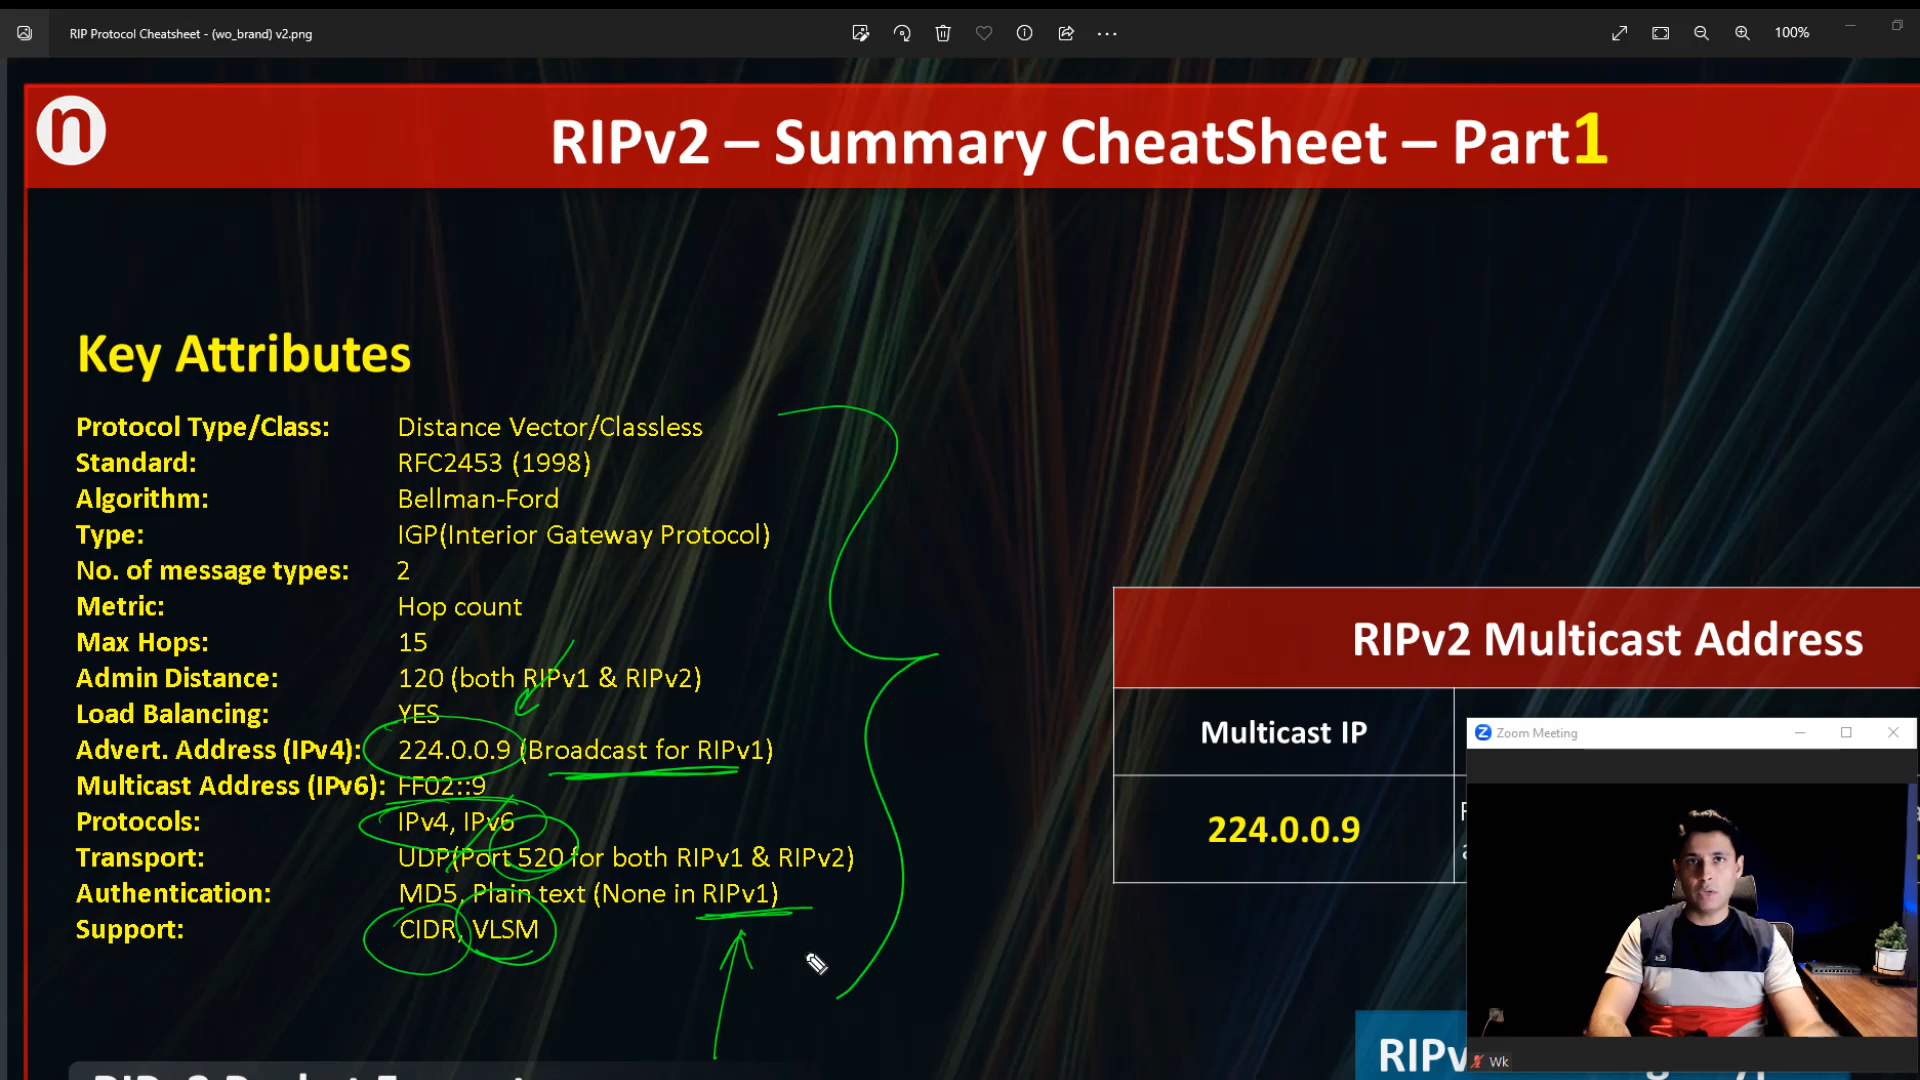 RIP Protocol Cheatsheet - (wo_brand) v2.png
100%
n
RIPv2 – Summary CheatSheet – Part1
Key Attributes
Protocol Type/Class: Distance Vector/Classless
Standard: RFC2453 (1998)
Algorithm: Bellman-Ford
Type: IGP(Interior Gateway Protocol)
No. of message types: 2
Metric: Hop count
Max Hops: 15
Admin Distance: 120 (both RIPv1 & RIPv2)
Load Balancing: YES
Advert. Address (IPv4): 224.0.0.9 (Broadcast for RIPv1)
Multicast Address (IPv6): FF02::9
Protocols: IPv4, IPv6
Transport: UDP(Port 520 for both RIPv1 & RIPv2)
Authentication: MD5, Plain text (None in RIPv1)
Support: CIDR, VLSM
RIPv2 Multicast Address
Multicast IP
224.0.0.9
Zoom Meeting
Wk